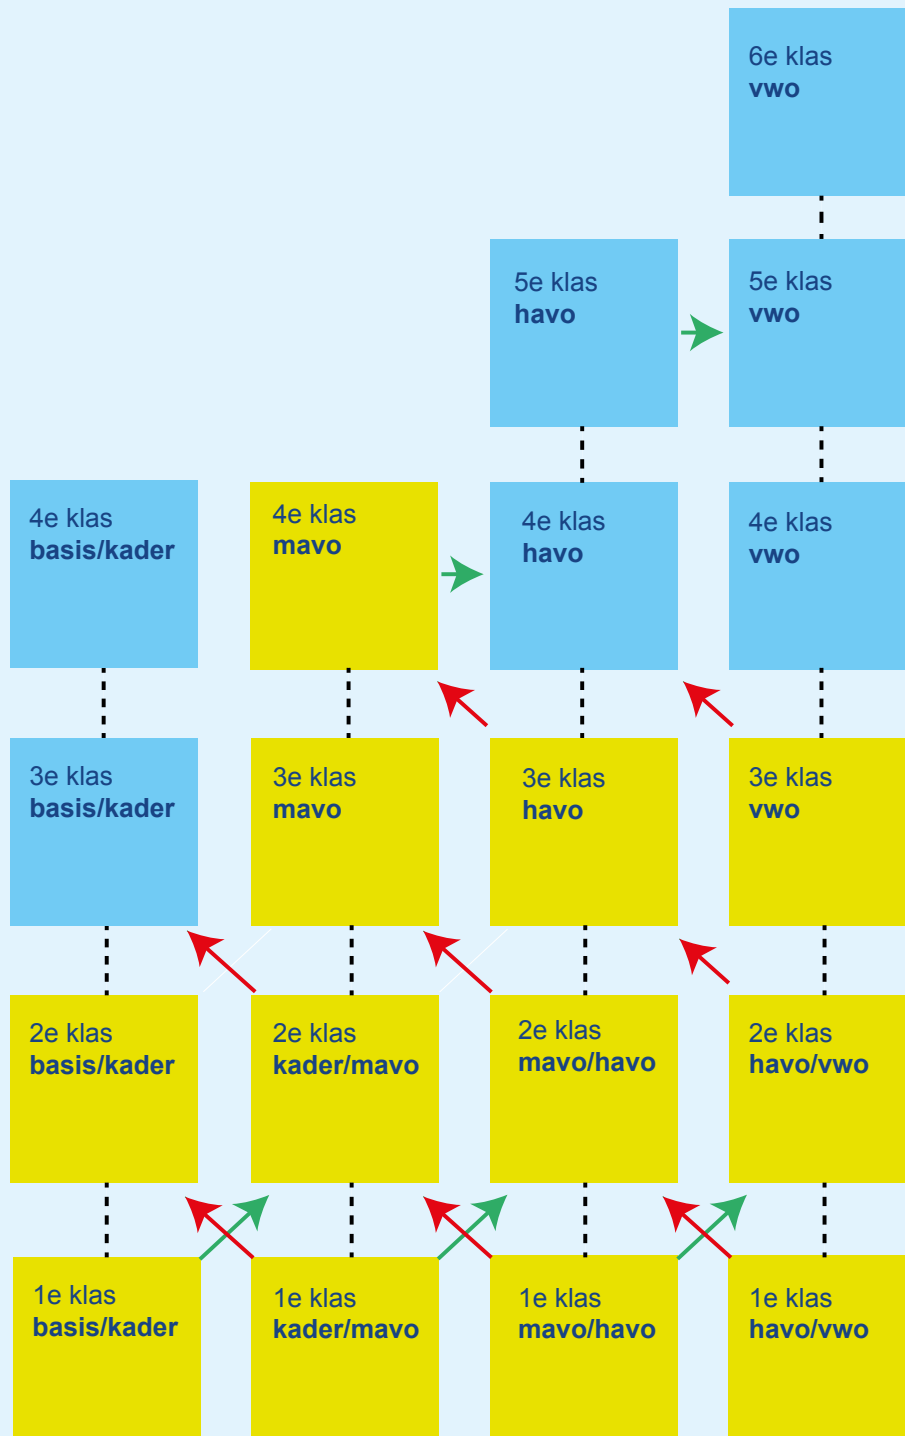 6e klas
vwo
5e klas
havo
5e klas
vwo
4e klas
basis/kader
4e klas
mavo
4e klas
havo
4e klas
vwo
3e klas
basis/kader
3e klas
mavo
3e klas
havo
3e klas
vwo
2e klas
basis/kader
2e klas
kader/mavo
2e klas
mavo/havo
2e klas
havo/vwo
1e klas
basis/kader
1e klas
kader/mavo
1e klas
mavo/havo
1e klas
havo/vwo